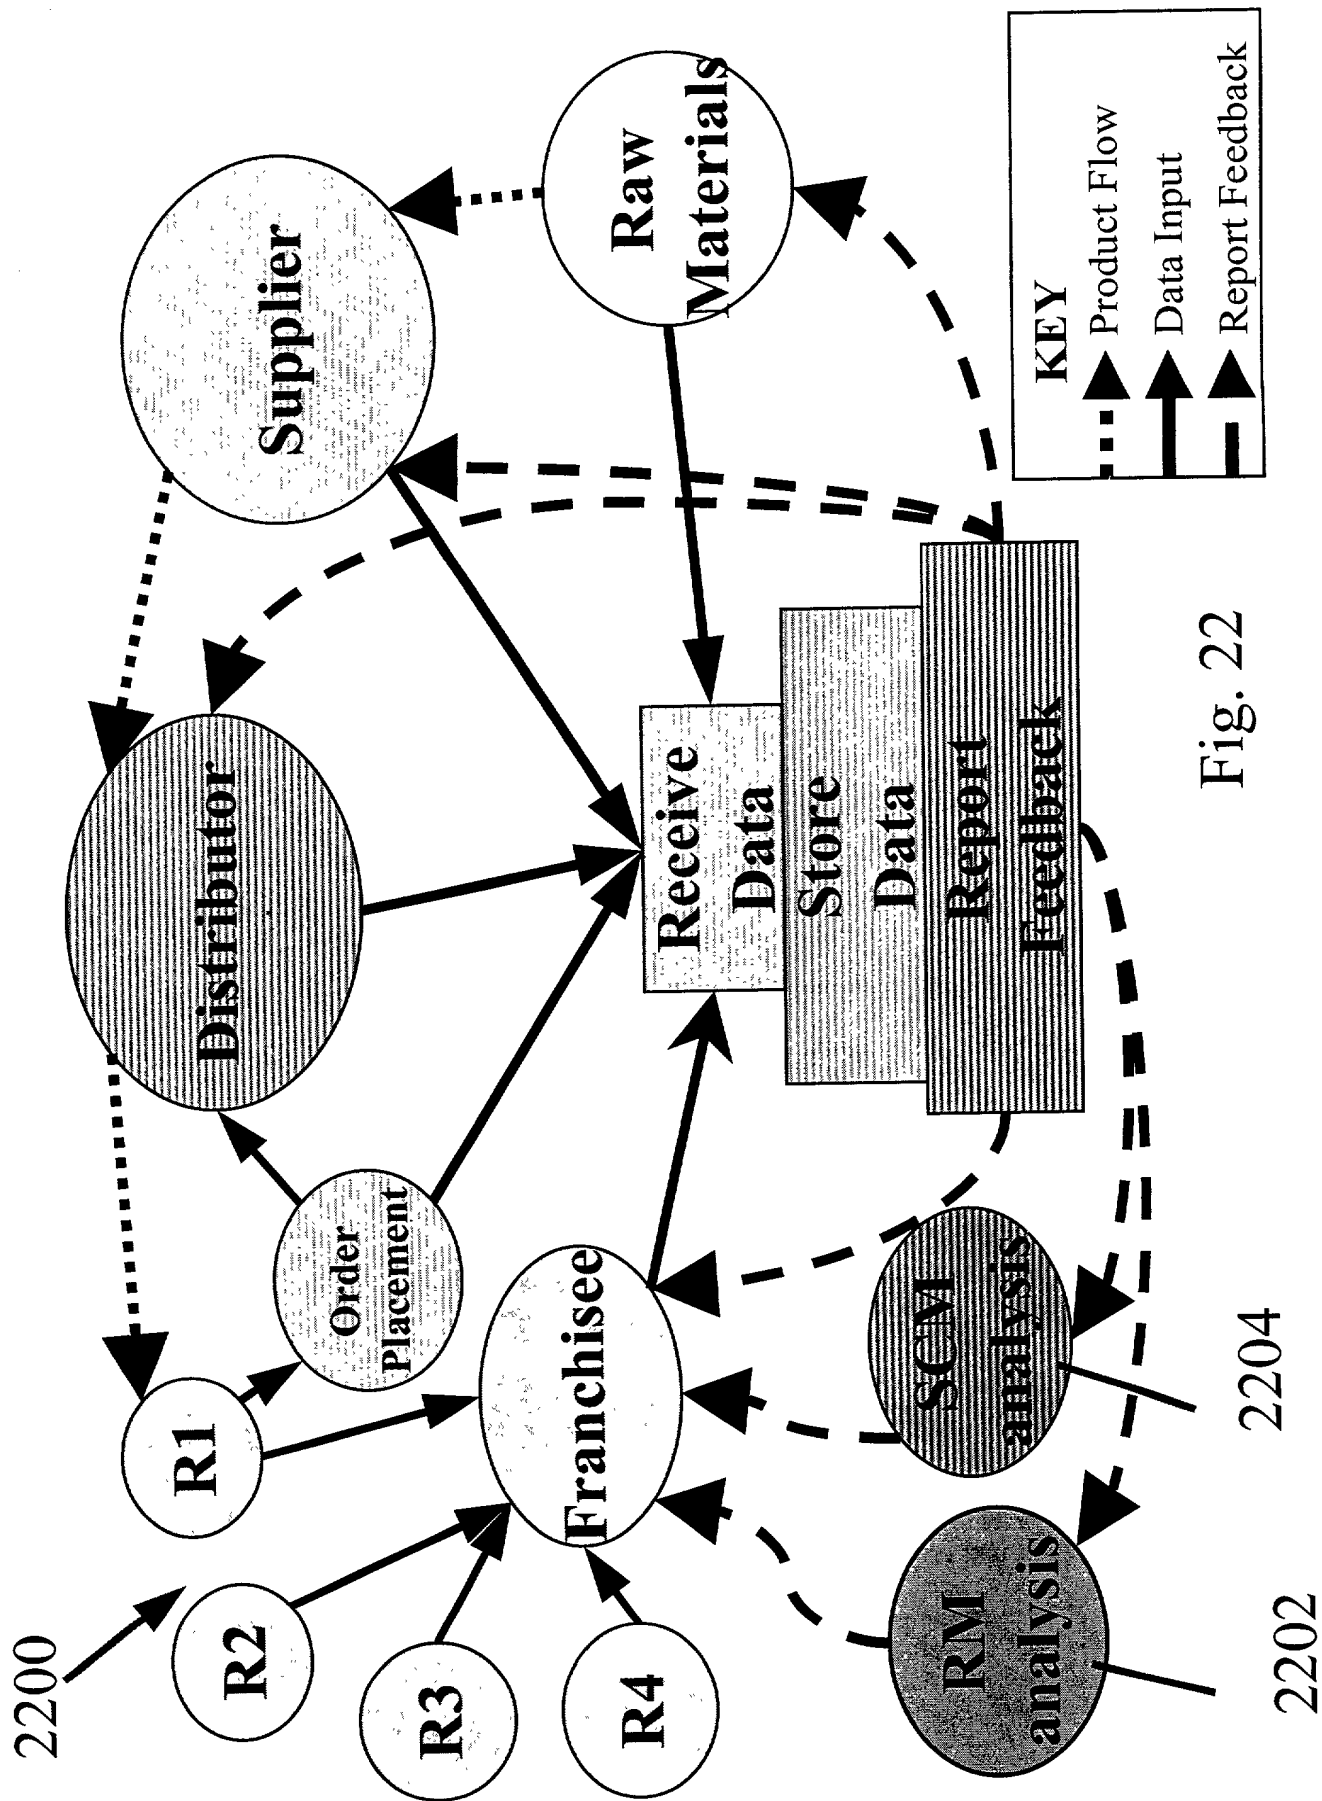 2200
R1
R2
R3
R4
Order
Placement
Distributor
Supplier
Franchisee
Raw
Materials
Receive
Data
Store
Data
Report
Feedback
RM
analysis
SCM
analysis
2202
2204
Fig. 22
KEY
Product Flow
Data Input
Report Feedback